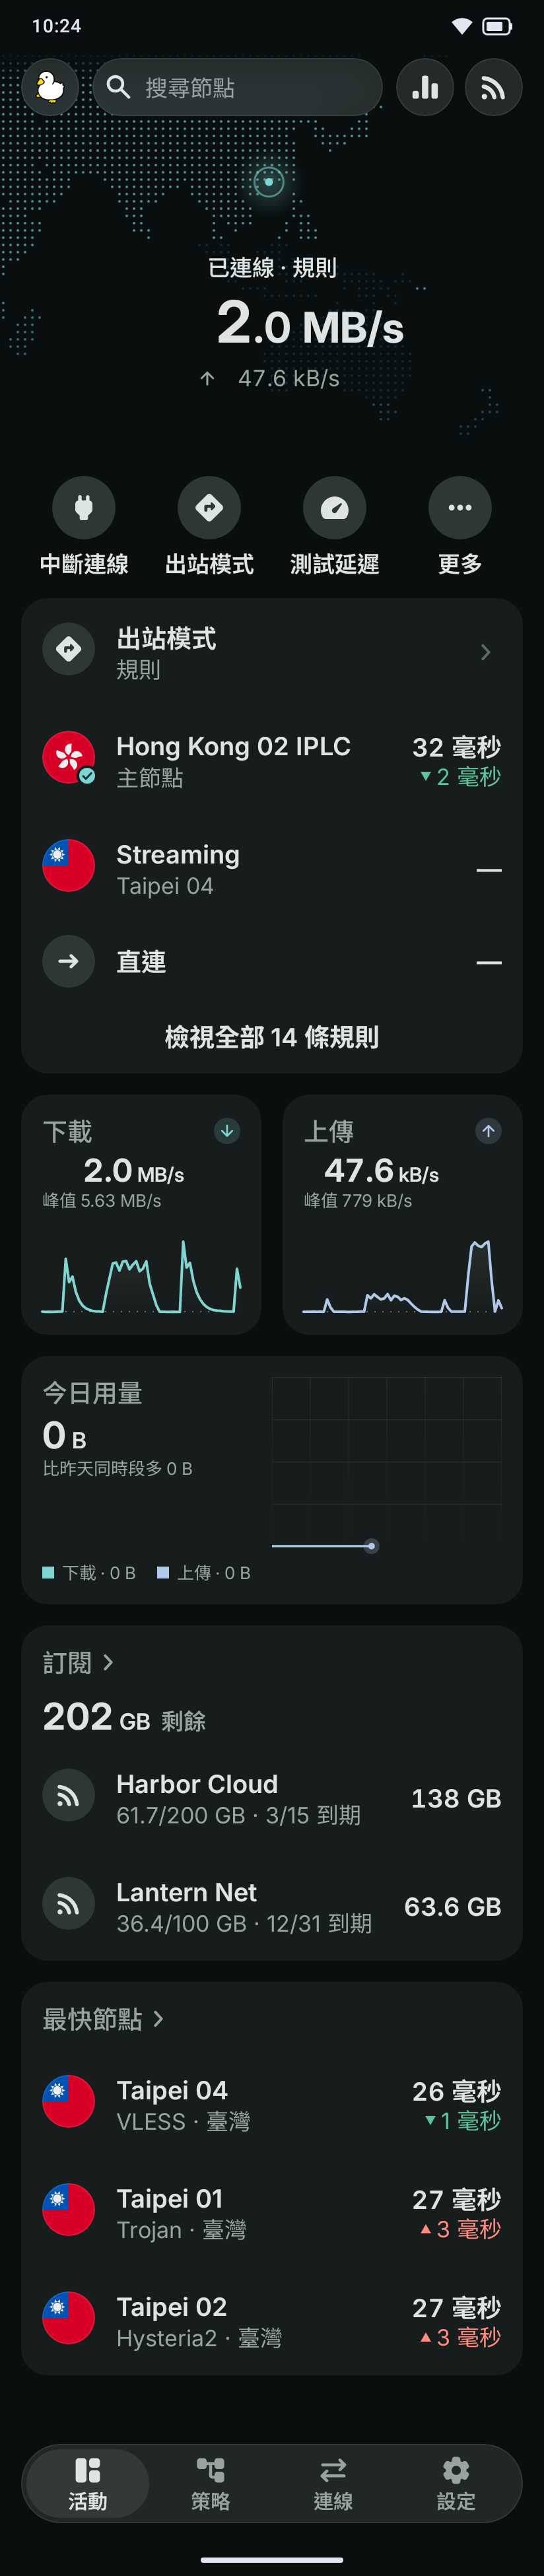 10:24
搜尋節點
已連線 · 規則
2.0 MB/s
↑ 47.6 kB/s
中斷連線
出站模式
測試延遲
更多
出站模式
規則
Hong Kong 02 IPLC
32 毫秒
主節點
▼2 毫秒
Streaming
Taipei 04
—
直連
—
檢視全部 14 條規則
下載
2.0 MB/s
峰值 5.63 MB/s
上傳
47.6 kB/s
峰值 779 kB/s
今日用量
0 B
比昨天同時段多 0 B
下載 · 0 B
上傳 · 0 B
訂閱
202 GB 剩餘
Harbor Cloud
61.7/200 GB · 3/15 到期
138 GB
Lantern Net
36.4/100 GB · 12/31 到期
63.6 GB
最快節點
Taipei 04
26 毫秒
VLESS · 臺灣
▼1 毫秒
Taipei 01
27 毫秒
Trojan · 臺灣
▲3 毫秒
Taipei 02
27 毫秒
Hysteria2 · 臺灣
▲3 毫秒
活動
策略
連線
設定